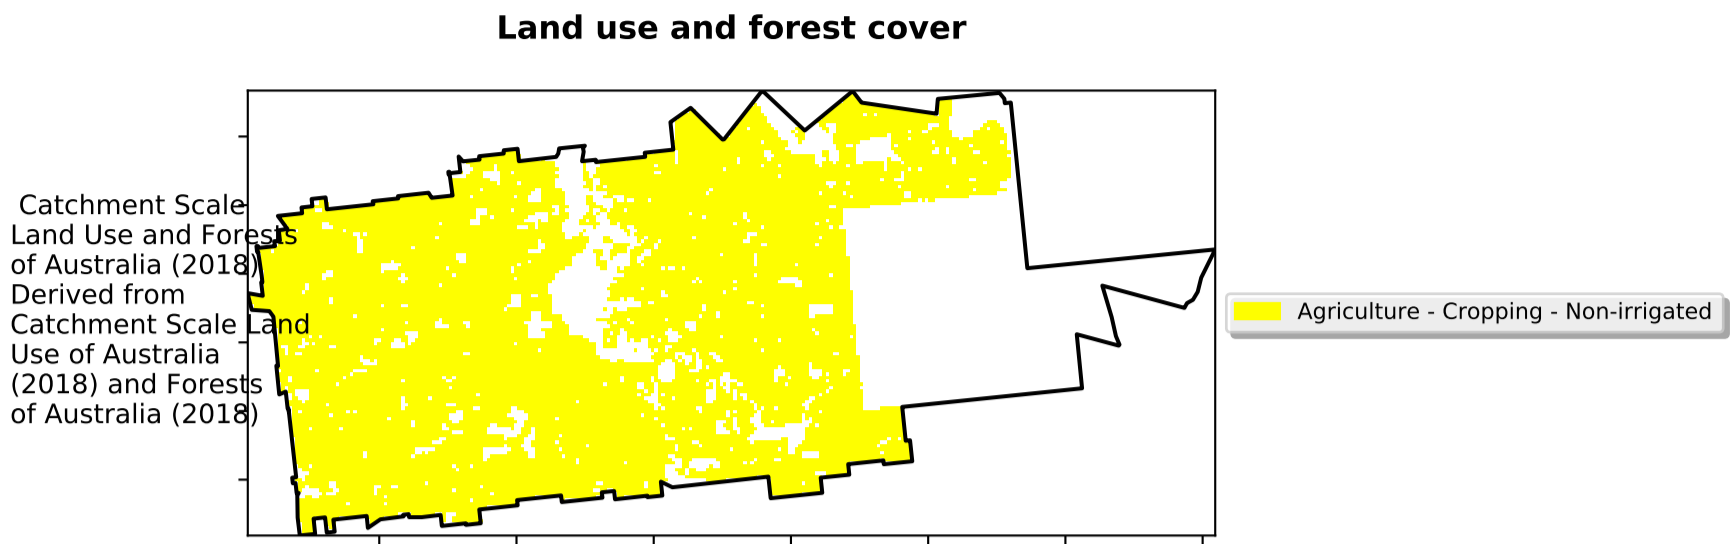 Land use and forest cover
Catchment Scale
Land Use and Forests
of Australia (2018)
Derived from
Catchment Scale Land
Use of Australia
(2018) and Forests
of Australia (2018)
Agriculture - Cropping - Non-irrigated